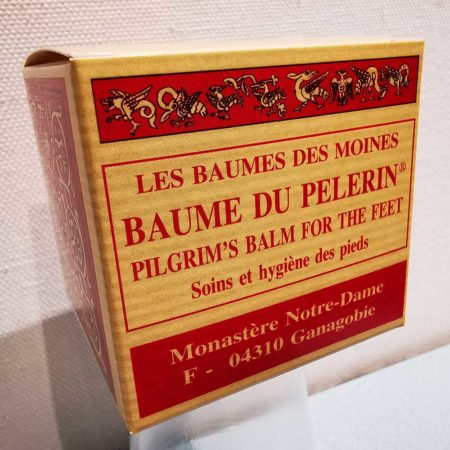 LES BAUMES DES MOINES
BAUME DU PELERIN®
PILGRIM'S BALM FOR THE FEET
Soins et hygiène des pieds
Monastère Notre-Dame
F - 04310 Ganagobie